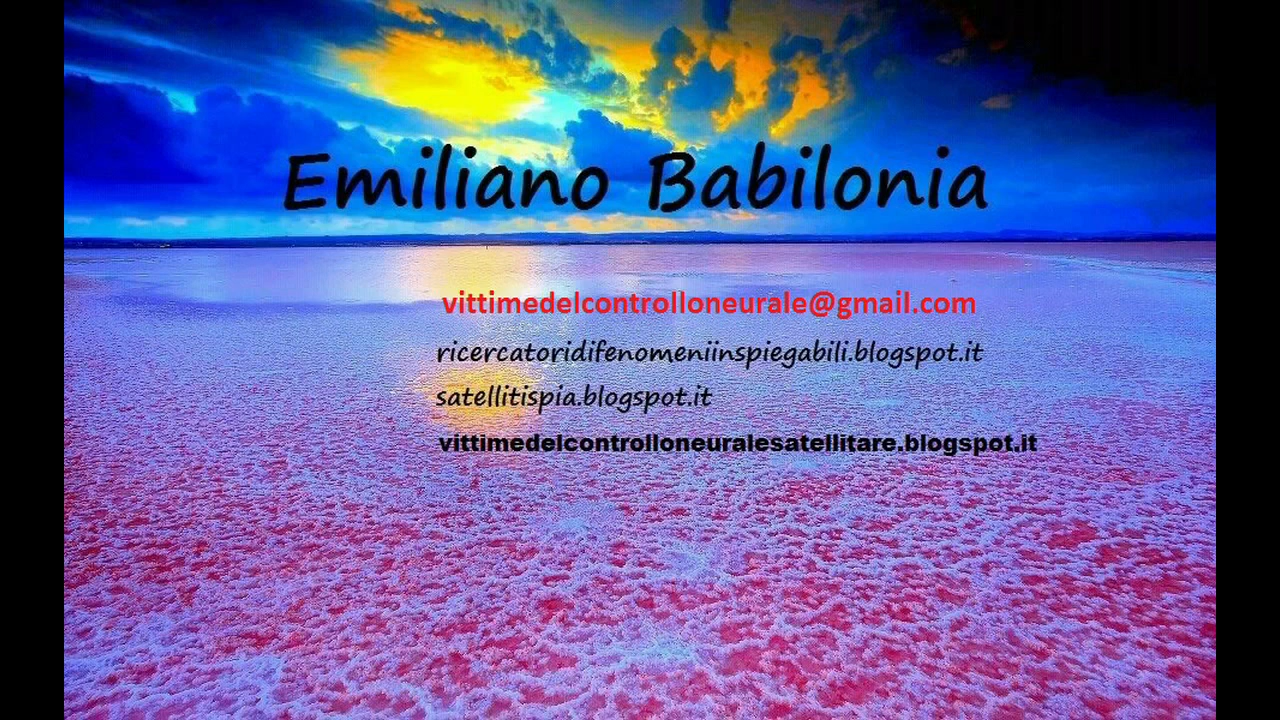 Emiliano Babilonia
vittimedelcontrolloneurale@gmail.com
ricercatoridifenomeniinspiegabili.blogspot.it
satellitispia.blogspot.it
vittimedelcontrolloneuralesatellitare.blogspot.it